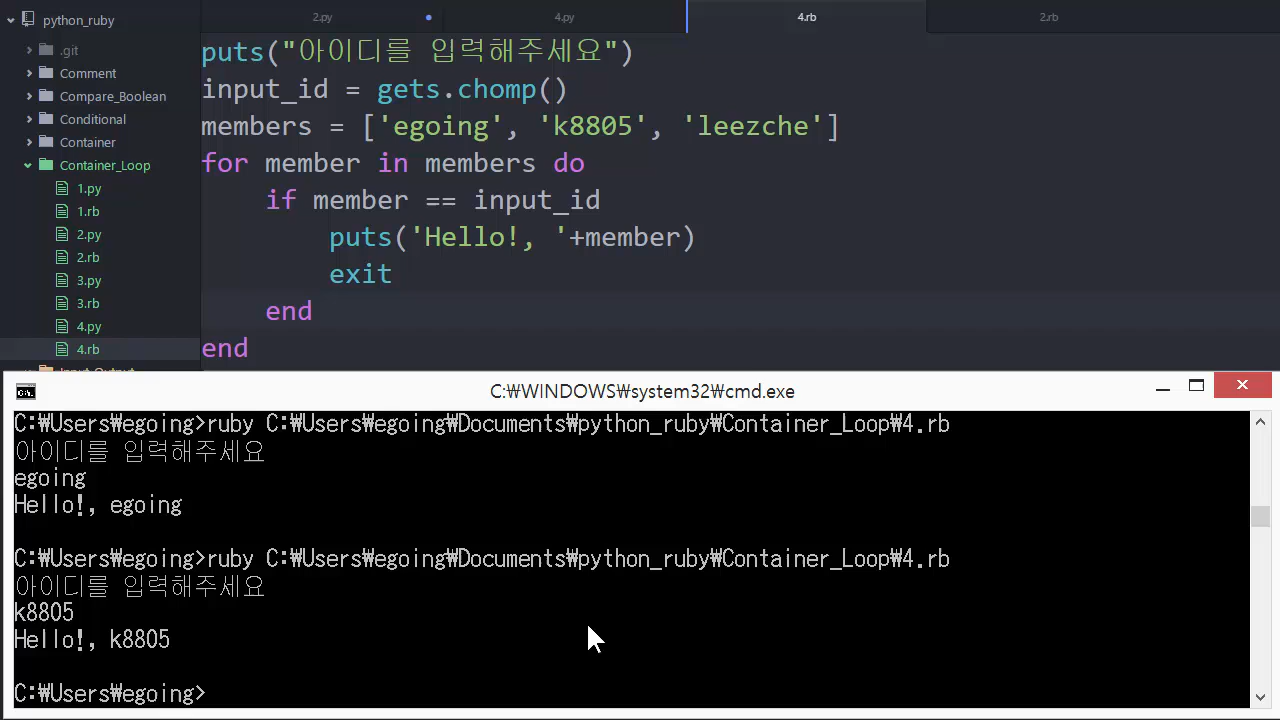 python_ruby
2.py
4.py
4.rb
2.rb
.git
Comment
Compare_Boolean
Conditional
Container
Container_Loop
1.py
1.rb
2.py
2.rb
3.py
3.rb
4.py
4.rb
Input_Output
puts("아이디를 입력해주세요")
input_id = gets.chomp()
members = ['egoing', 'k8805', 'leezche']
for member in members do
if member == input_id
puts('Hello!, '+member)
exit
end
end
C:₩WINDOWS₩system32₩cmd.exe
C:₩Users₩egoing>ruby C:₩Users₩egoing₩Documents₩python_ruby₩Container_Loop₩4.rb
아이디를 입력해주세요
egoing
Hello!, egoing
C:₩Users₩egoing>ruby C:₩Users₩egoing₩Documents₩python_ruby₩Container_Loop₩4.rb
아이디를 입력해주세요
k8805
Hello!, k8805
C:₩Users₩egoing>